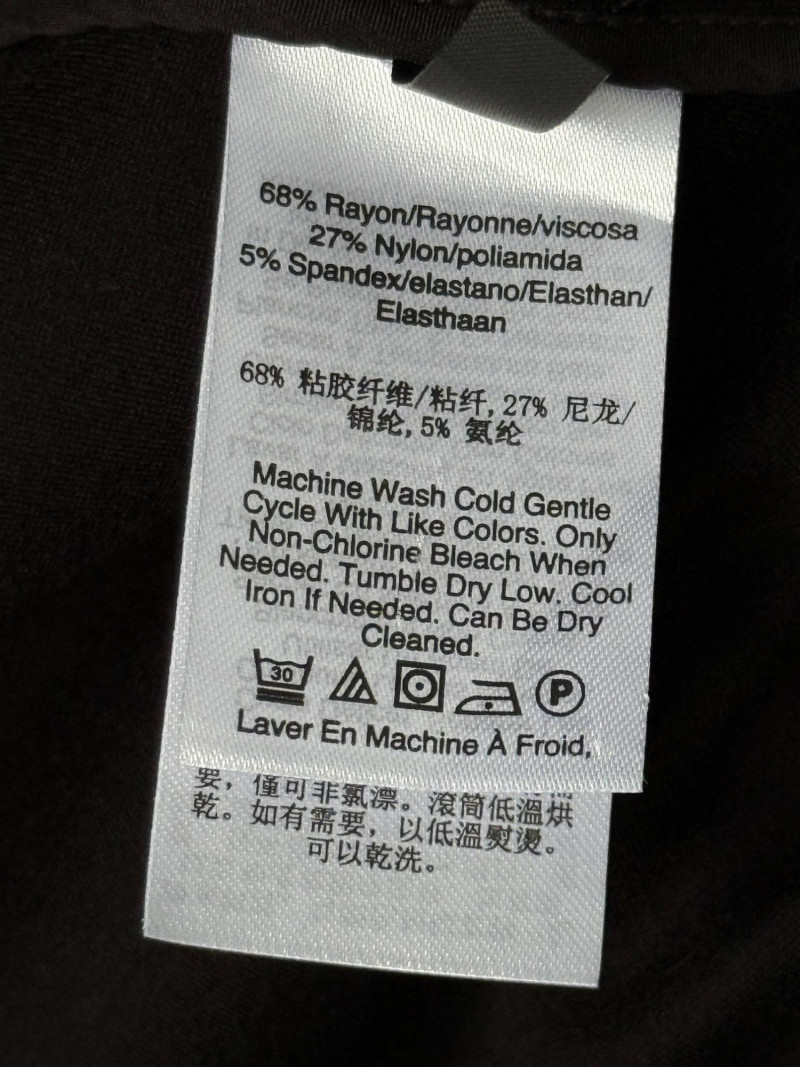 68% Rayon/Rayonne/viscosa
27% Nylon/poliamida
5% Spandex/elastano/Elasthan/
Elasthaan
68% 粘胶纤维/粘纤, 27% 尼龙/
锦纶, 5% 氨纶
Machine Wash Cold Gentle
Cycle With Like Colors. Only
Non-Chlorine Bleach When
Needed. Tumble Dry Low. Cool
Iron If Needed. Can Be Dry
Cleaned.
30
P
Laver En Machine À Froid,
要，僅可非氯漂。滾筒低溫烘
乾。如有需要，以低溫熨燙。
可以乾洗。